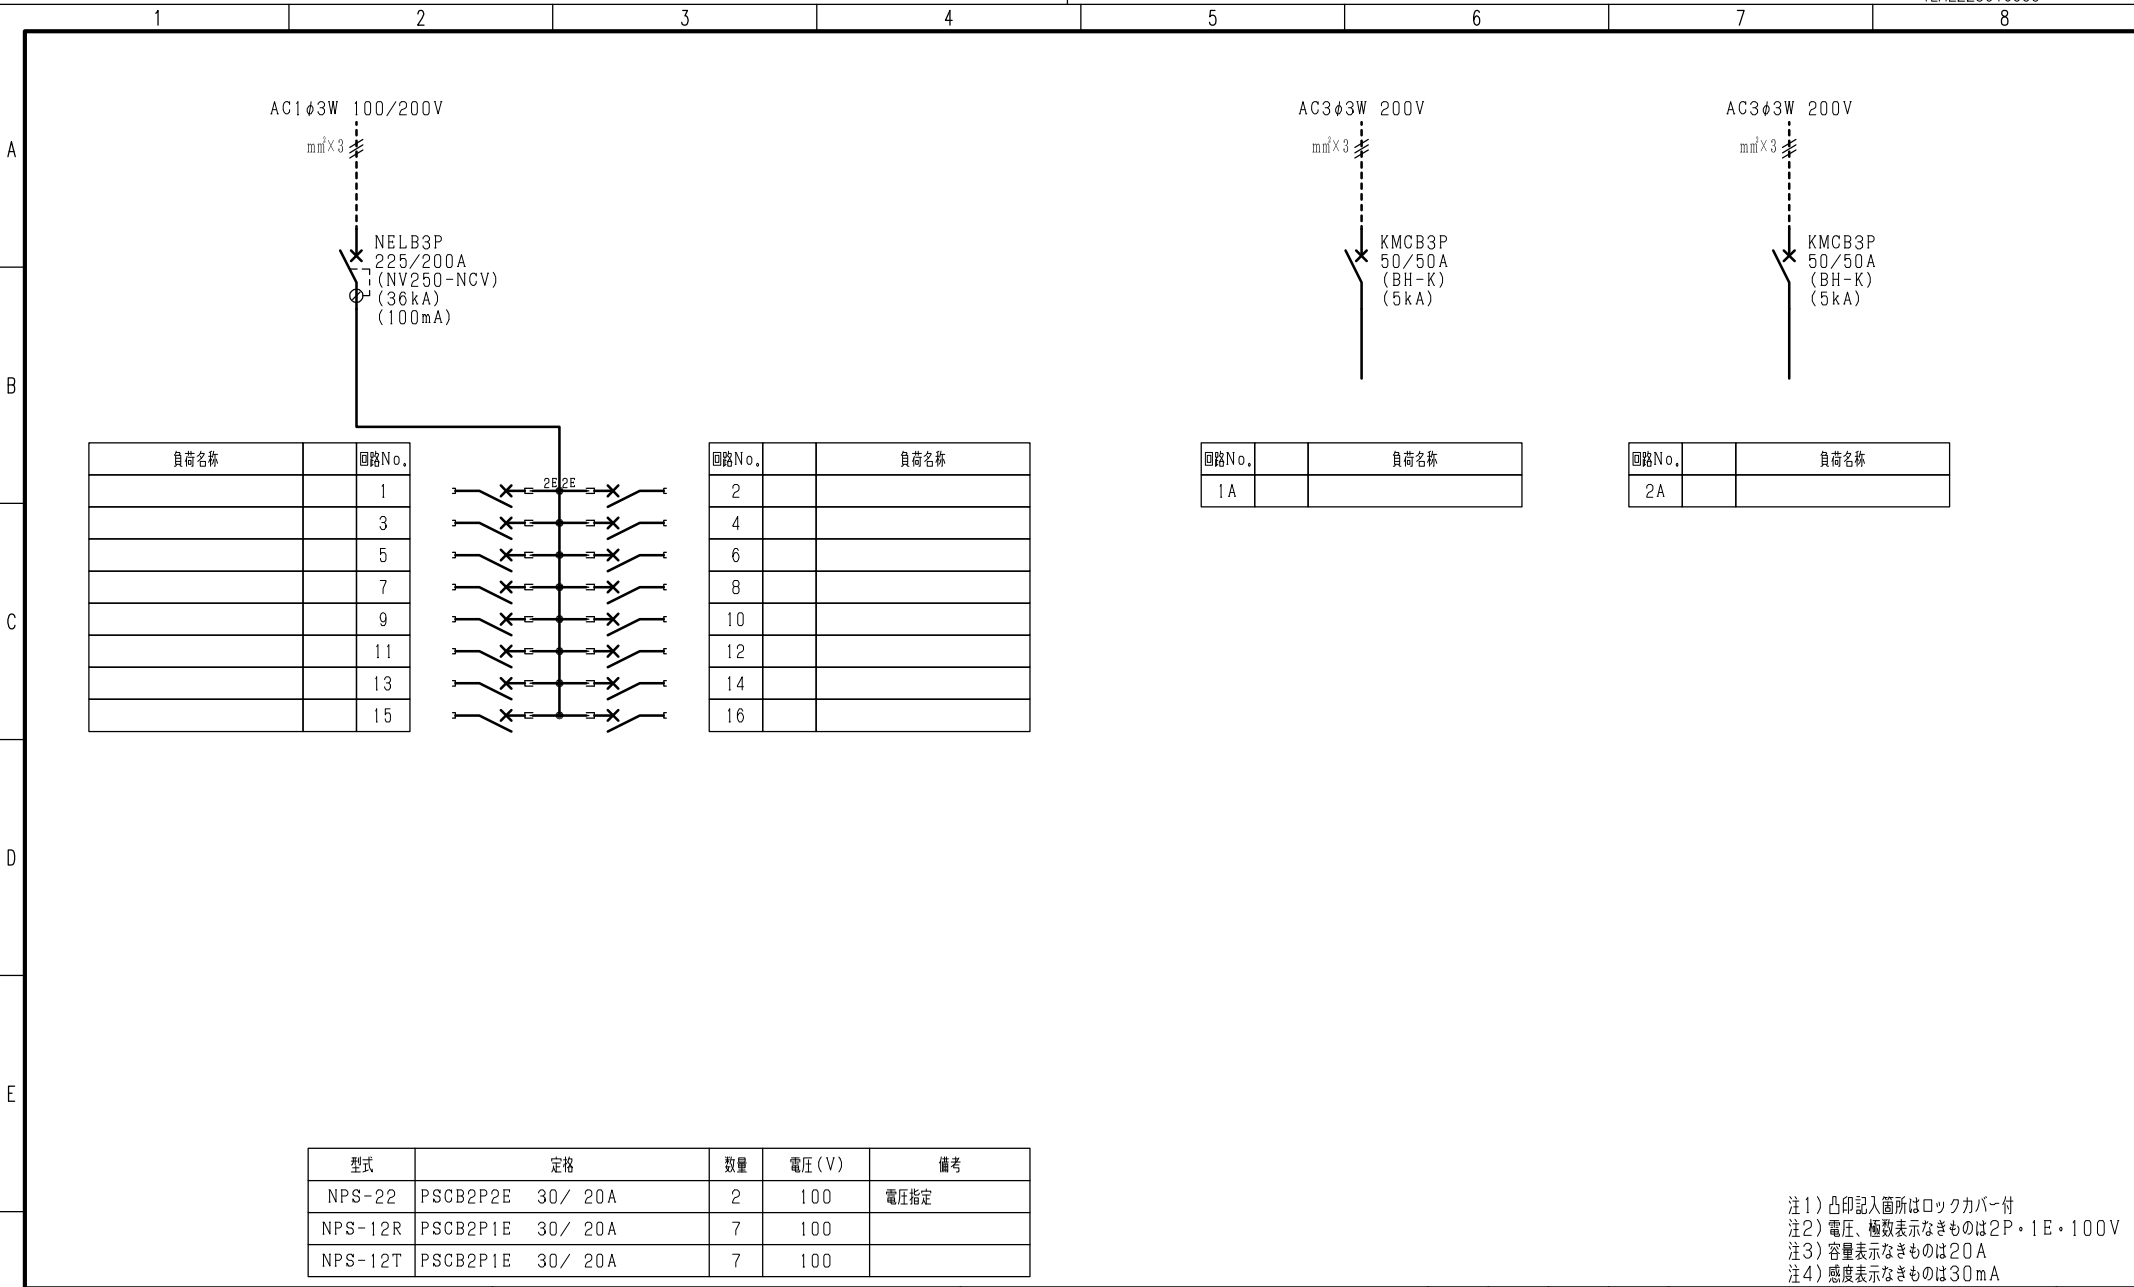 1 2 3 4 5 6 7 8
A
B
C
D
E
AC1φ3W 100/200V
mm²×3
NELB3P
225/200A
(NV250-NCV)
(36kA)
(100mA)
AC3φ3W 200V
mm²×3
KMCB3P
50/50A
(BH-K)
(5kA)
AC3φ3W 200V
mm²×3
KMCB3P
50/50A
(BH-K)
(5kA)
負荷名称 回路No.
1
3
5
7
9
11
13
15
2E 2E
回路No. 負荷名称
2
4
6
8
10
12
14
16
回路No. 負荷名称
1A
回路No. 負荷名称
2A
型式 定格 数量 電圧(V) 備考
NPS-22 PSCB2P2E 30/ 20A 2 100 電圧指定
NPS-12R PSCB2P1E 30/ 20A 7 100
NPS-12T PSCB2P1E 30/ 20A 7 100
注1)凸印記入箇所はロックカバー付
注2)電圧、極数表示なきものは2P・1E・100V
注3)容量表示なきものは20A
注4)感度表示なきものは30mA